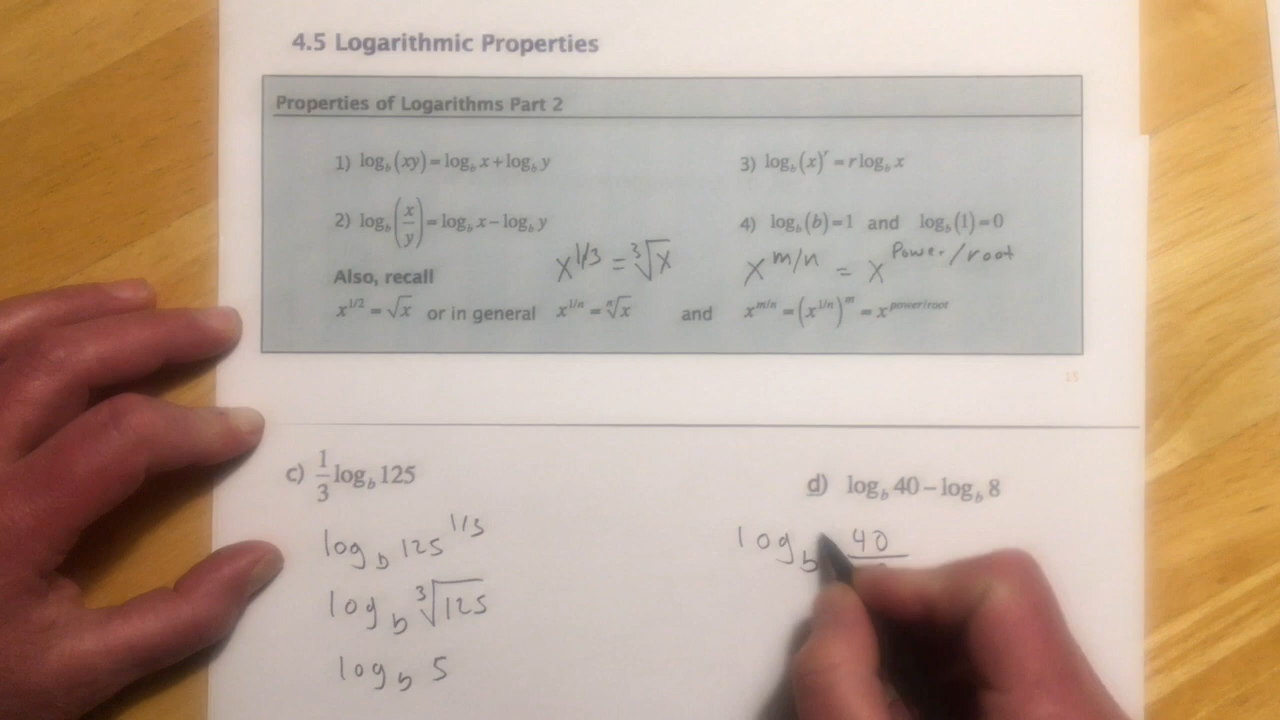 4.5 Logarithmic Properties
Properties of Logarithms Part 2
1) log_b(xy) = log_b x + log_b y
3) log_b(x)^r = r log_b x
2) log_b(x/y) = log_b x − log_b y
4) log_b(b) = 1 and log_b(1) = 0
x^1/3 = ∛x
x^m/n = x^Power/root
Also, recall
x^1/2 = √x or in general x^1/n = ⁿ√x and x^m/n = (x^1/n)^m = x^power/root
15
c) 1/3 log_b 125
log_b 125^1/3
log_b ∛125
log_b 5
d) log_b 40 − log_b 8
log_b 40